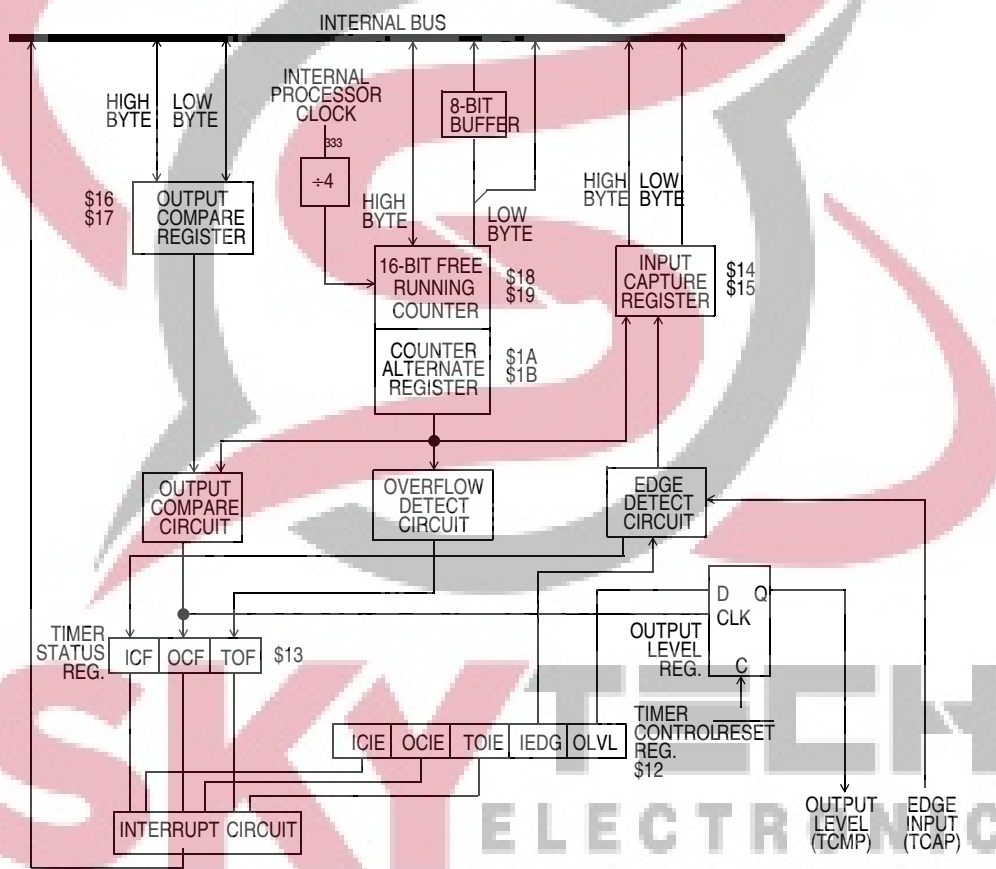 INTERNAL BUS
HIGH
BYTE
LOW
BYTE
INTERNAL
PROCESSOR
CLOCK
333
÷4
8-BIT
BUFFER
HIGH
BYTE
LOW
BYTE
HIGH
BYTE
LOW
BYTE
$16
$17
OUTPUT
COMPARE
REGISTER
16-BIT FREE
RUNNING
COUNTER
$18
$19
COUNTER
ALTERNATE
REGISTER
$1A
$1B
INPUT
CAPTURE
REGISTER
$14
$15
OUTPUT
COMPARE
CIRCUIT
OVERFLOW
DETECT
CIRCUIT
EDGE
DETECT
CIRCUIT
D Q
CLK
C
OUTPUT
LEVEL
REG.
TIMER
STATUS
REG.
ICF OCF TOF
$13
ICIE OCIE TOIE IEDG OLVL
TIMER
CONTROL
REG.
$12
RESET
INTERRUPT CIRCUIT
OUTPUT
LEVEL
(TCMP)
EDGE
INPUT
(TCAP)
SKYTECH
ELECTRONIC